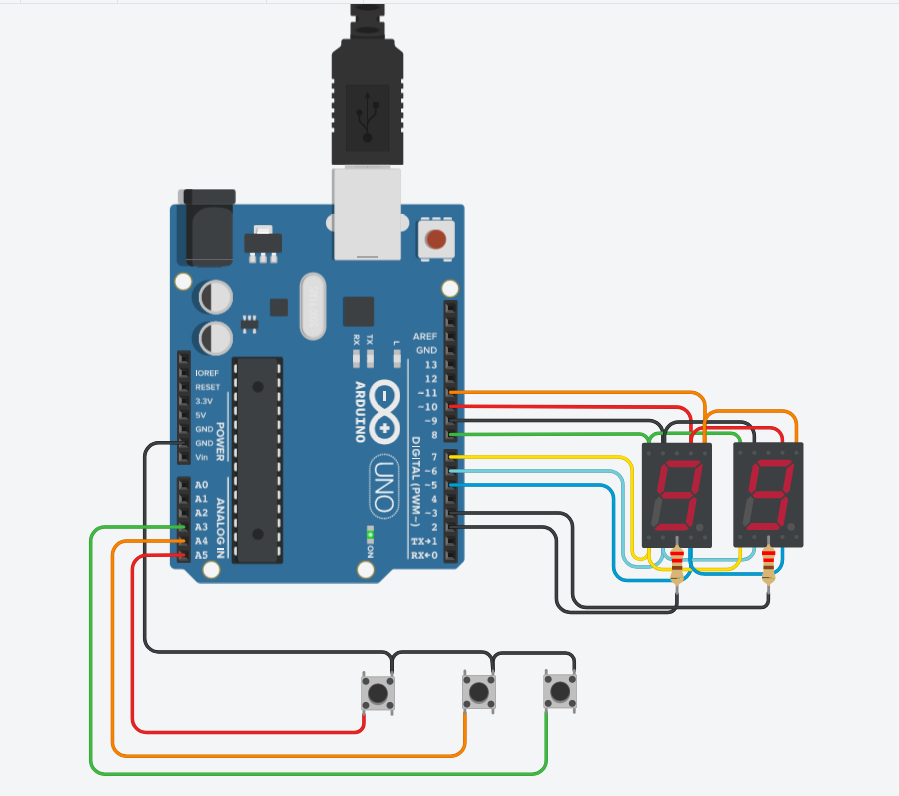 AREF
GND
13
12
~11
~10
~9
8
7
~6
~5
4
~3
2
TX→1
RX←0
DIGITAL (PWM~)
IOREF
RESET
3.3V
5V
GND
GND
Vin
POWER
A0
A1
A2
A3
A4
A5
ANALOG IN
RX
TX
L
ARDUINO
UNO
ON
9
9